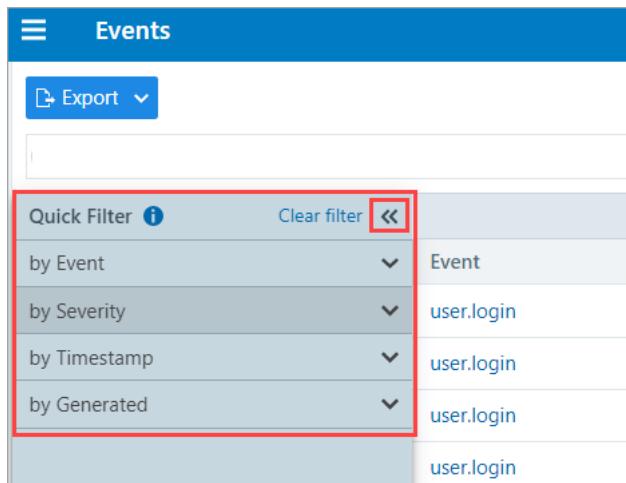 Events
Export
Quick Filter Clear filter
by Event
Event
by Severity
user.login
by Timestamp
user.login
by Generated
user.login
user.login